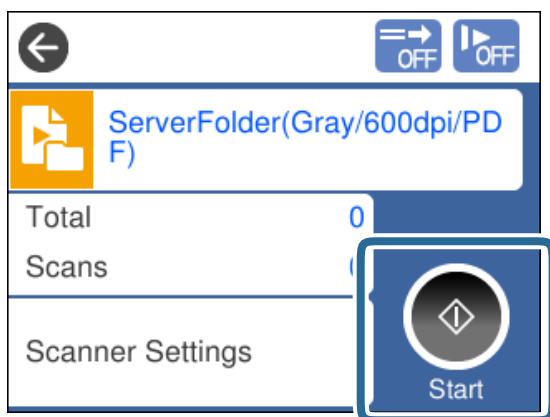 OFF OFF
ServerFolder(Gray/600dpi/PD
F)
Total 0
Scans
Scanner Settings
Start